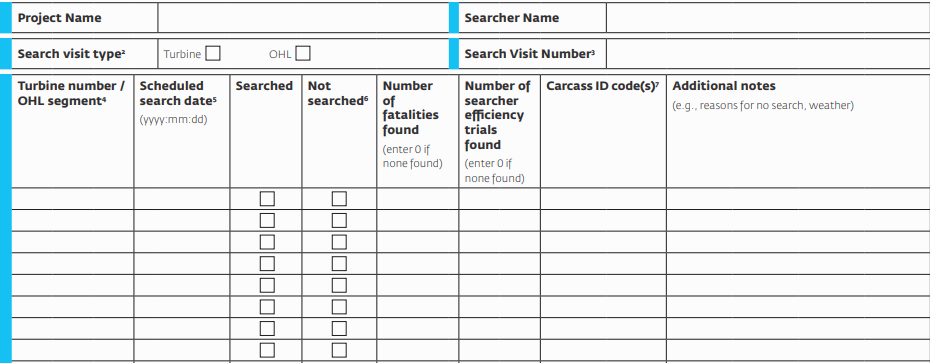 Project Name
Searcher Name
Search visit type²
Turbine
OHL
Search Visit Number³
Turbine number /
OHL segment⁴
Scheduled
search date⁵
(yyyy:mm:dd)
Searched
Not
searched⁶
Number
of
fatalities
found
(enter 0 if
none found)
Number of
searcher
efficiency
trials
found
(enter 0 if
none found)
Carcass ID code(s)⁷
Additional notes
(e.g., reasons for no search, weather)